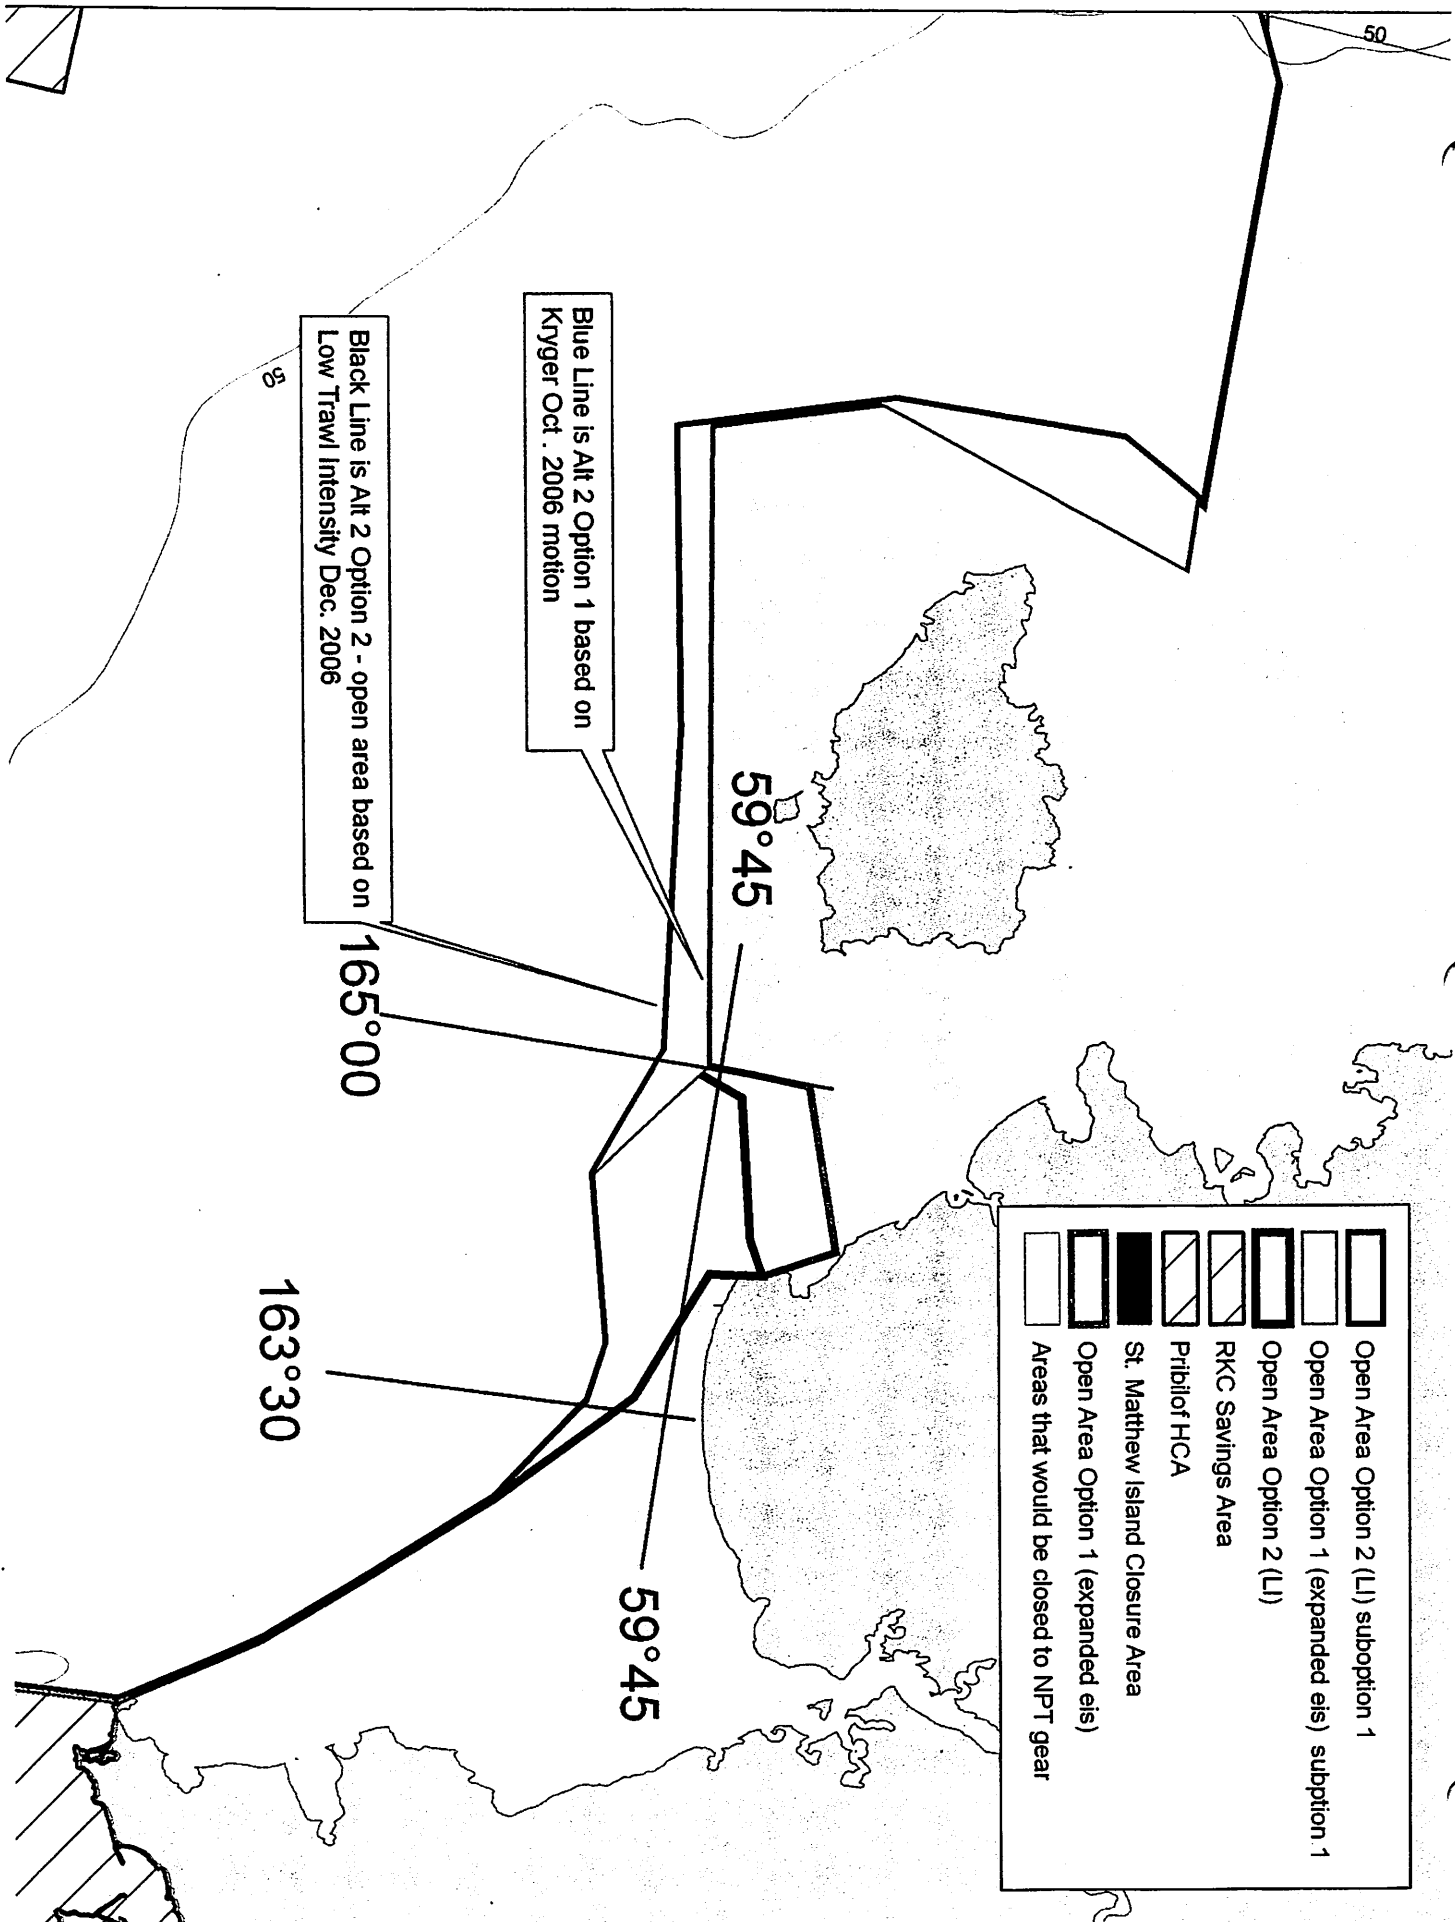 Open Area Option 2 (LI) suboption 1
Open Area Option 1 (expanded eis) subption 1
Open Area Option 2 (LI)
RKC Savings Area
Pribilof HCA
St. Matthew Island Closure Area
Open Area Option 1 (expanded eis)
Areas that would be closed to NPT gear
50
59°45
59°45
Blue Line is Alt 2 Option 1 based on
Kryger Oct . 2006 motion
Black Line is Alt 2 Option 2 - open area based on
Low Trawl Intensity Dec. 2006
165°00
163°30
50